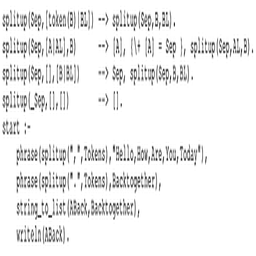 splitup(Sep,[token(B)|BL]) --> splitup(Sep,B,BL).
splitup(Sep,[A|AL],B) --> [A], {\+ [A] = Sep }, splitup(Sep,AL,B).
splitup(Sep,[],[B|BL]) --> Sep, splitup(Sep,B,BL).
splitup(_Sep,[],[]) --> [].
start :-
phrase(splitup(",",Tokens),"Hello,How,Are,You,Today"),
phrase(splitup(".",Tokens),Backtogether),
string_to_list(ABack,Backtogether),
writeln(ABack).